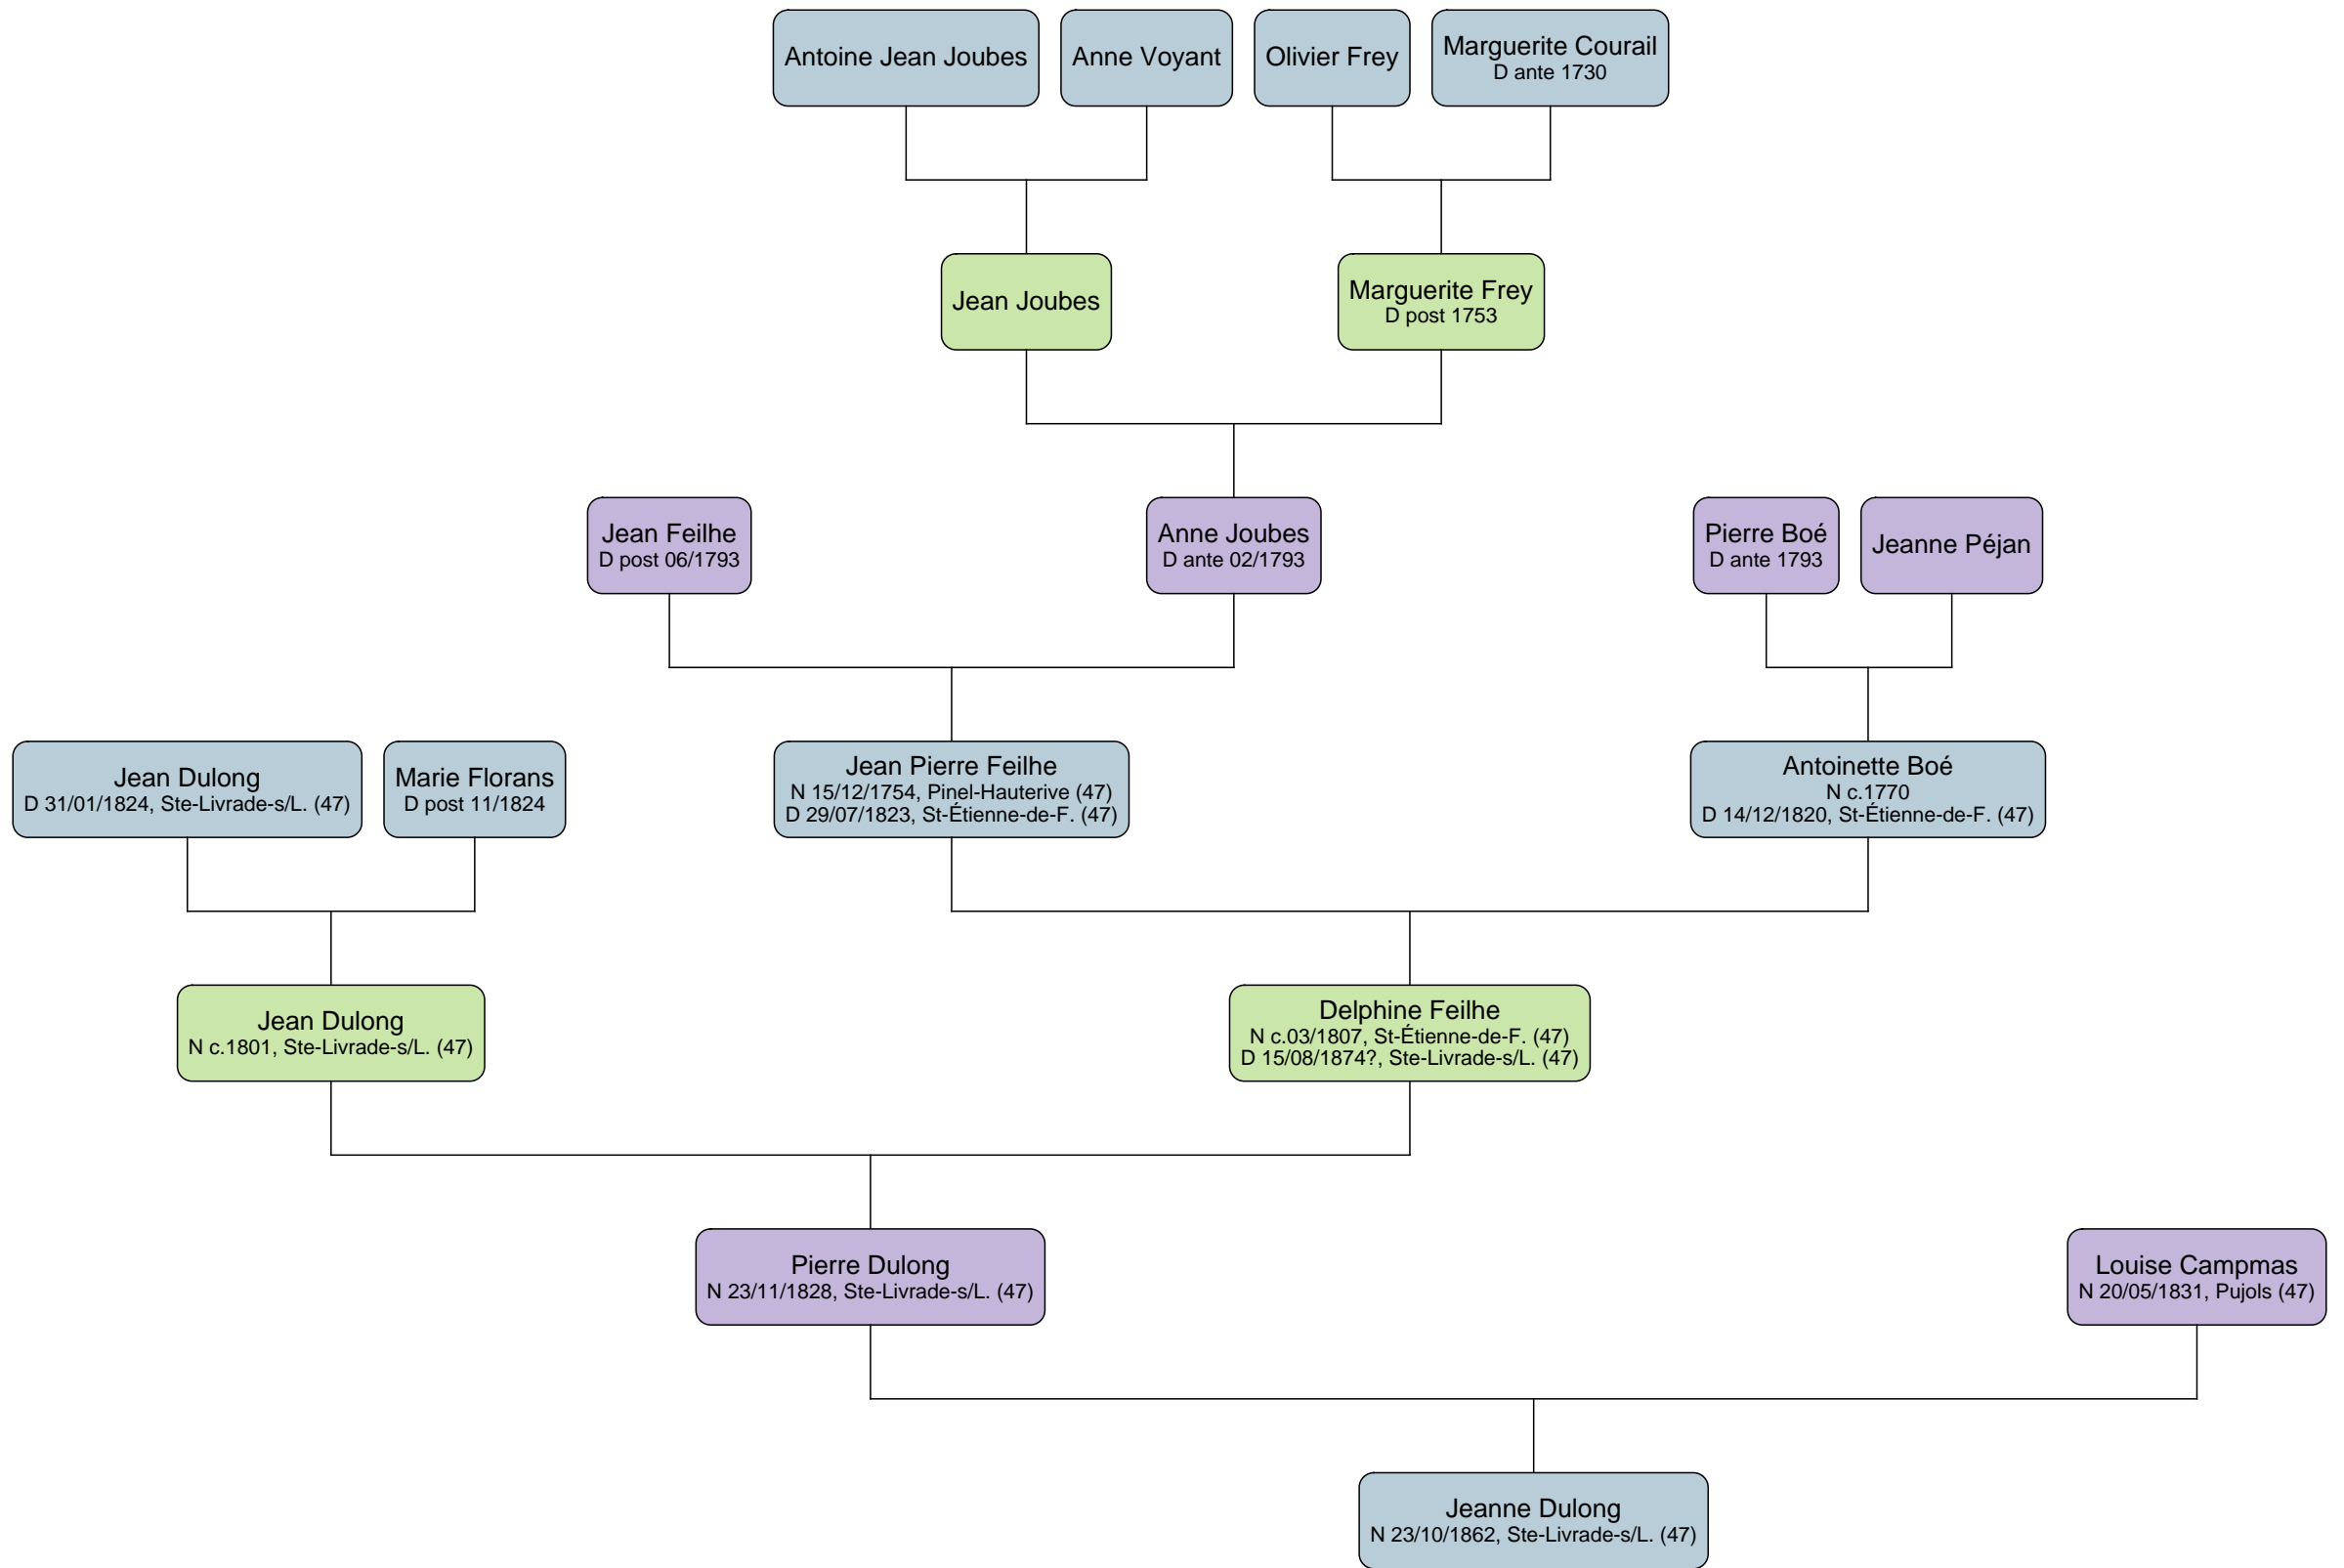 Antoine Jean Joubes
Anne Voyant
Olivier Frey
Marguerite Courail
D ante 1730
Jean Joubes
Marguerite Frey
D post 1753
Jean Feilhe
D post 06/1793
Anne Joubes
D ante 02/1793
Pierre Boé
D ante 1793
Jeanne Péjan
Jean Dulong
D 31/01/1824, Ste-Livrade-s/L. (47)
Marie Florans
D post 11/1824
Jean Pierre Feilhe
N 15/12/1754, Pinel-Hauterive (47)
D 29/07/1823, St-Étienne-de-F. (47)
Antoinette Boé
N c.1770
D 14/12/1820, St-Étienne-de-F. (47)
Jean Dulong
N c.1801, Ste-Livrade-s/L. (47)
Delphine Feilhe
N c.03/1807, St-Étienne-de-F. (47)
D 15/08/1874?, Ste-Livrade-s/L. (47)
Pierre Dulong
N 23/11/1828, Ste-Livrade-s/L. (47)
Louise Campmas
N 20/05/1831, Pujols (47)
Jeanne Dulong
N 23/10/1862, Ste-Livrade-s/L. (47)